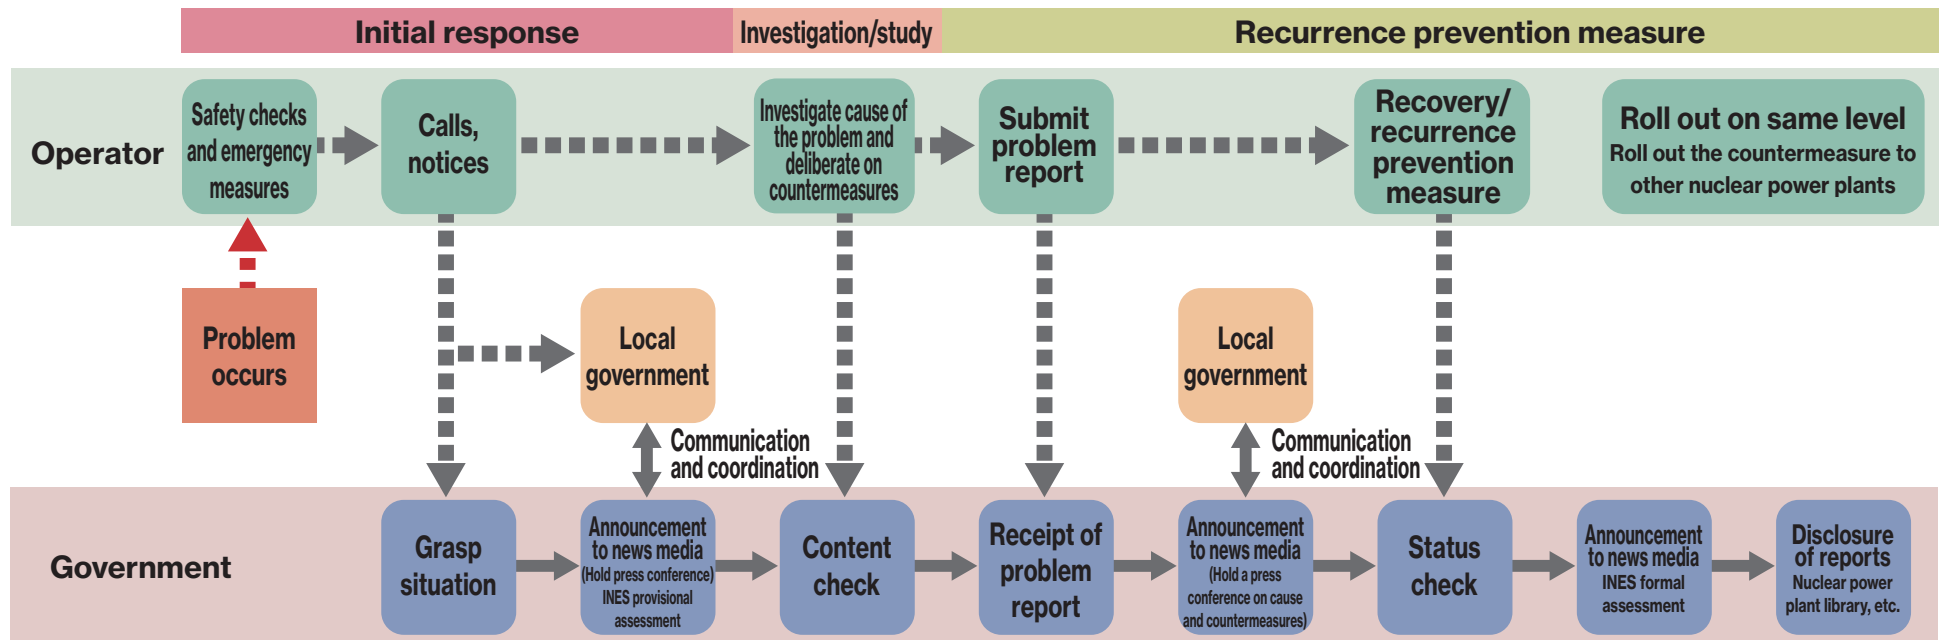 Initial response
Investigation/study
Recurrence prevention measure
Operator
Safety checks
and emergency
measures
Calls,
notices
Investigate cause of
the problem and
deliberate on
countermeasures
Submit
problem
report
Recovery/
recurrence
prevention
measure
Roll out on same level
Roll out the countermeasure to
other nuclear power plants
Problem
occurs
Local
government
Communication
and coordination
Local
government
Communication
and coordination
Government
Grasp
situation
Announcement
to news media
(Hold press conference)
INES provisional
assessment
Content
check
Receipt of
problem
report
Announcement
to news media
(Hold a press
conference on cause
and countermeasures)
Status
check
Announcement
to news media
INES formal
assessment
Disclosure
of reports
Nuclear power
plant library, etc.